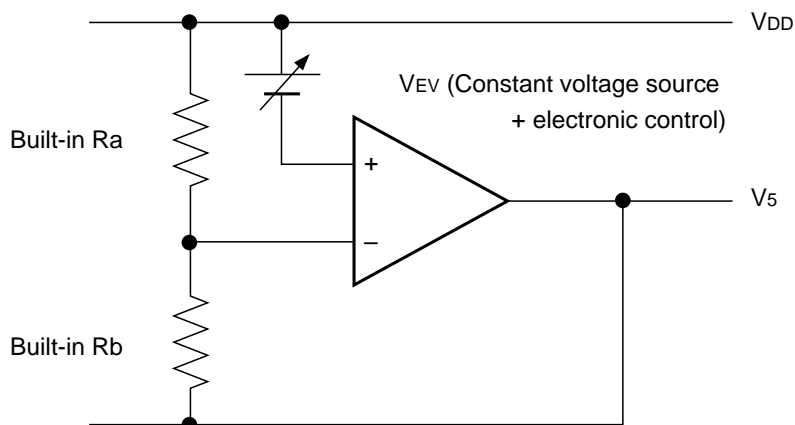 VDD
VEV (Constant voltage source
+ electronic control)
Built-in Ra
+
V5
−
Built-in Rb